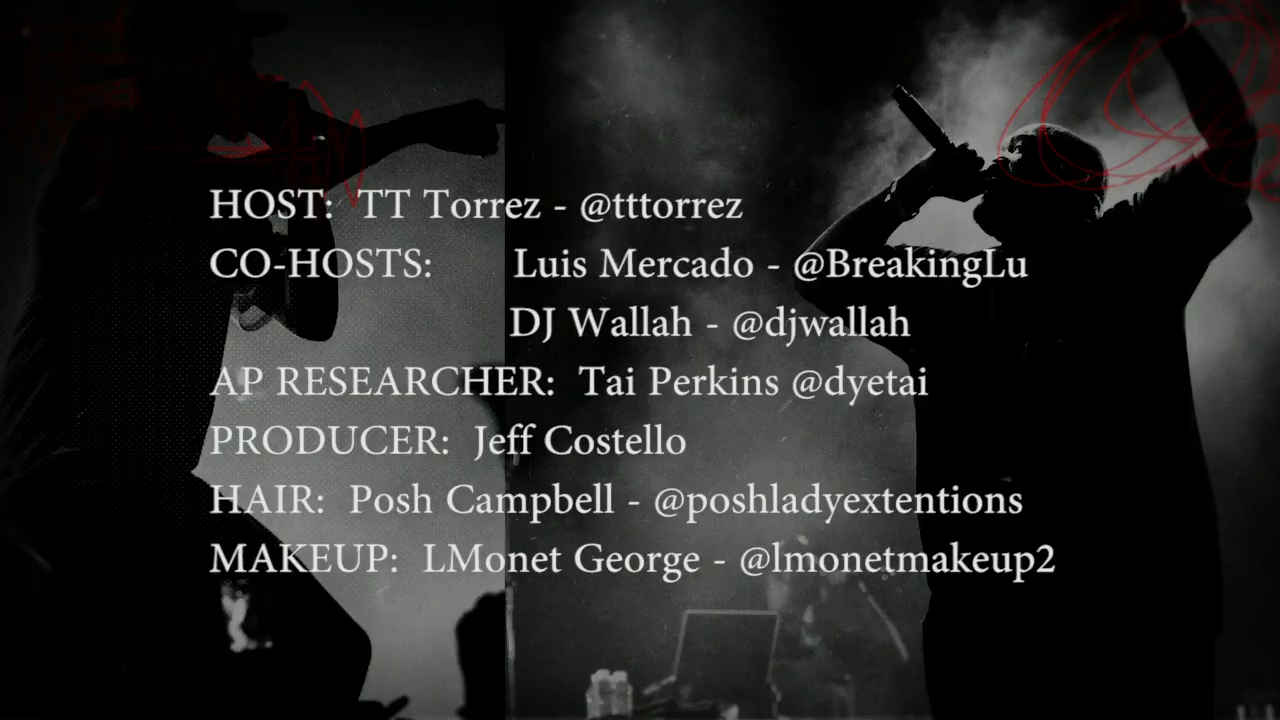 HOST: TT Torrez - @tttorrez
CO-HOSTS: Luis Mercado - @BreakingLu
DJ Wallah - @djwallah
AP RESEARCHER: Tai Perkins @dyetai
PRODUCER: Jeff Costello
HAIR: Posh Campbell - @poshladyextentions
MAKEUP: LMonet George - @lmonetmakeup2